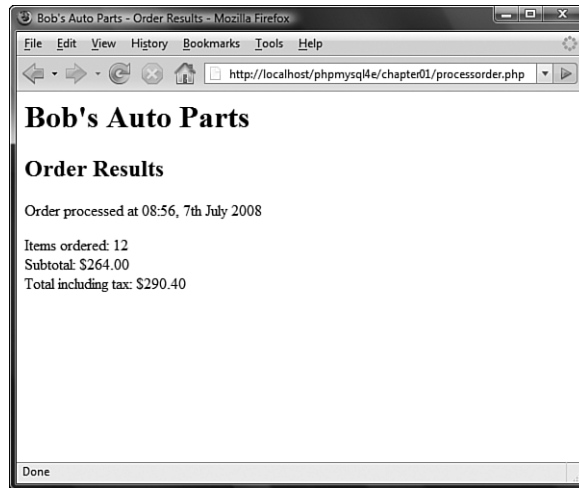 Bob's Auto Parts - Order Results - Mozilla Firefox
File Edit View History Bookmarks Tools Help
http://localhost/phpmysql4e/chapter01/processorder.php
Bob's Auto Parts
Order Results
Order processed at 08:56, 7th July 2008
Items ordered: 12
Subtotal: $264.00
Total including tax: $290.40
Done